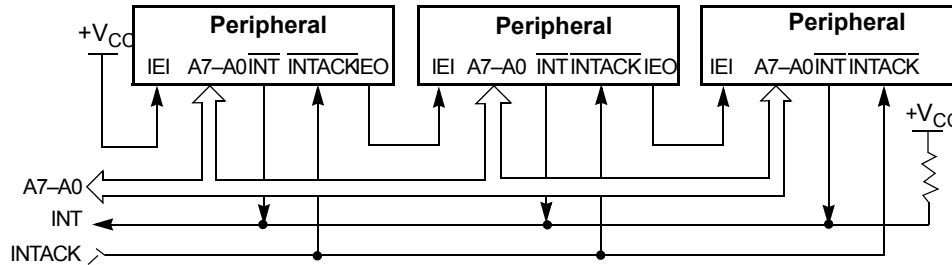 Peripheral Peripheral Peripheral
+VCC
IEI A7–A0 INT INTACK IEO IEI A7–A0 INT INTACK IEO IEI A7–A0 INT INTACK
+VCC
A7–A0
INT
INTACK